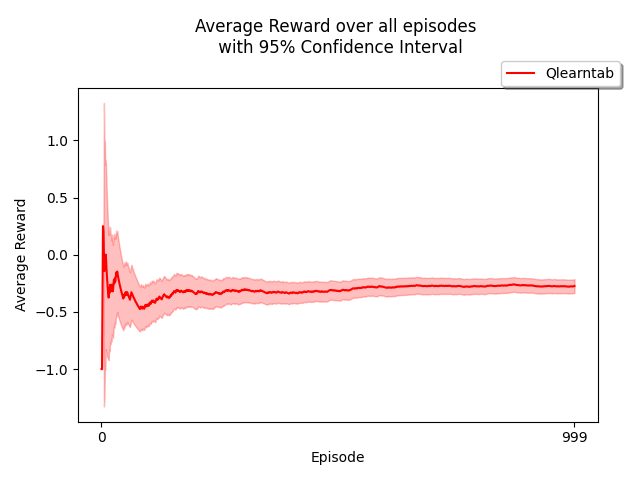 Average Reward over all episodes
with 95% Confidence Interval
Qlearntab
1.0
0.5
0.0
−0.5
−1.0
Average Reward
0
999
Episode